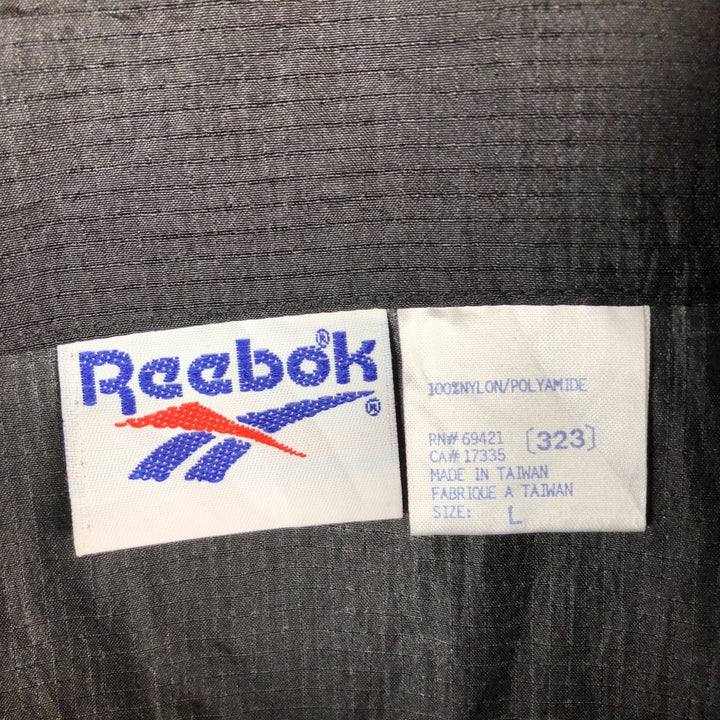 Reebok®
®
100%NYLON/POLYAMIDE
RN# 69421 [323]
CA# 17335
MADE IN TAIWAN
FABRIQUE A TAIWAN
SIZE: L